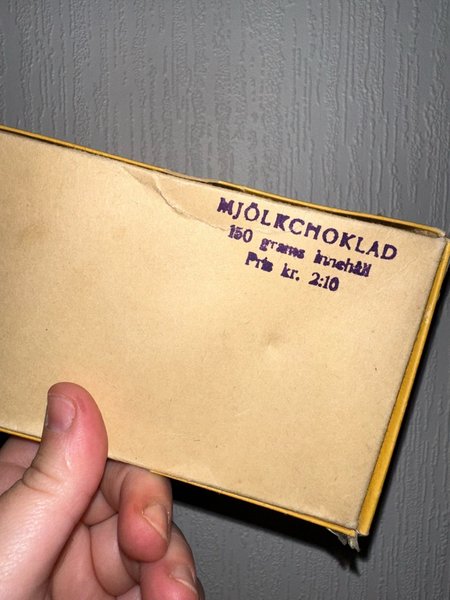 MJÖLKCHOKLAD
150 grams innehåll
Pris kr. 2:10